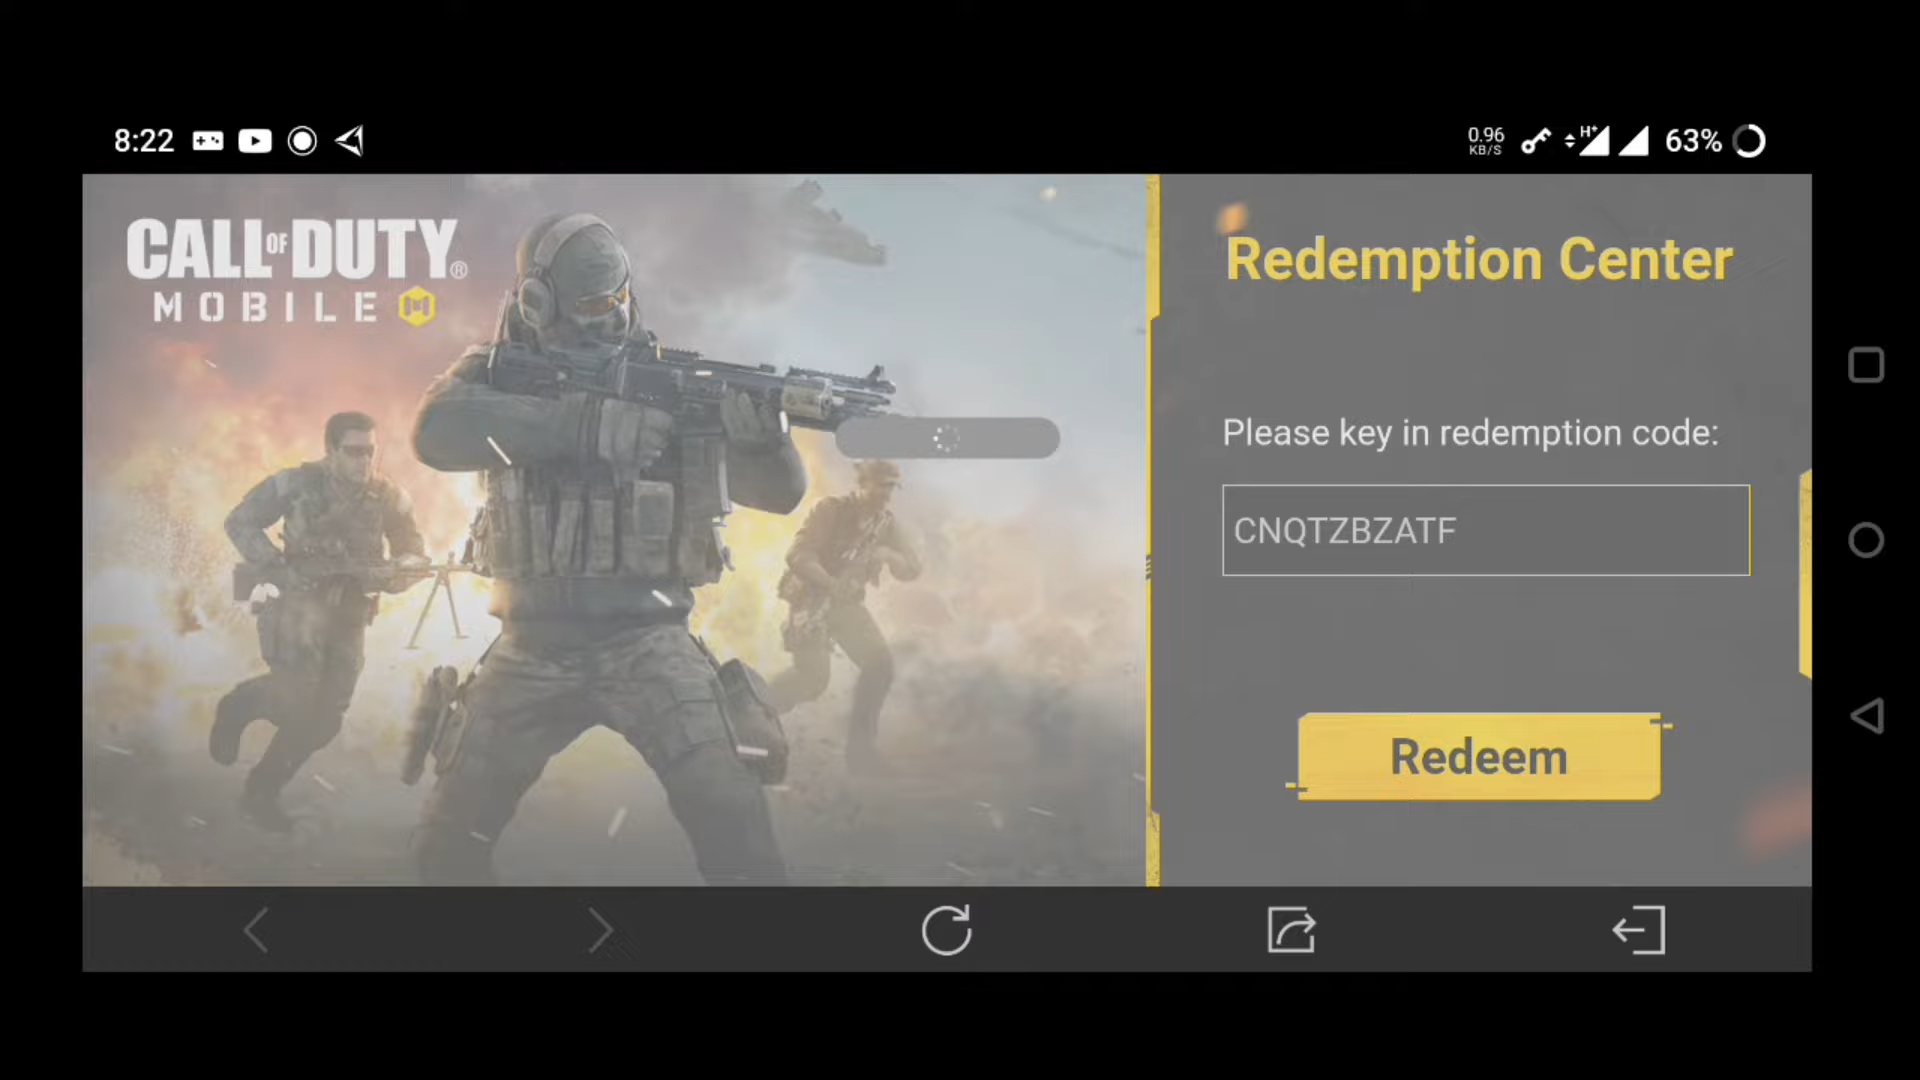 8:22
0.96
KB/S
H+
63%
CALL OF DUTY®
MOBILE
Redemption Center
Please key in redemption code:
CNQTZBZATF
Redeem